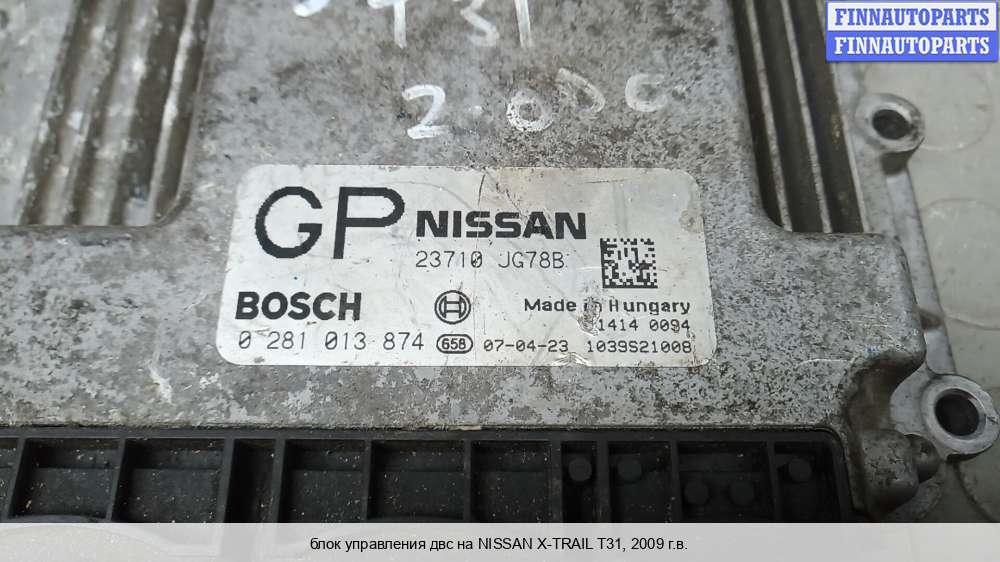 FINNAUTOPARTS
FINNAUTOPARTS
T31
2.0DC
GP NISSAN
23710 JG78B
BOSCH
Made in Hungary
1414 0094
0 281 013 874 658 07-04-23 1039S21008
блок управления двс на NISSAN X-TRAIL T31, 2009 г.в.